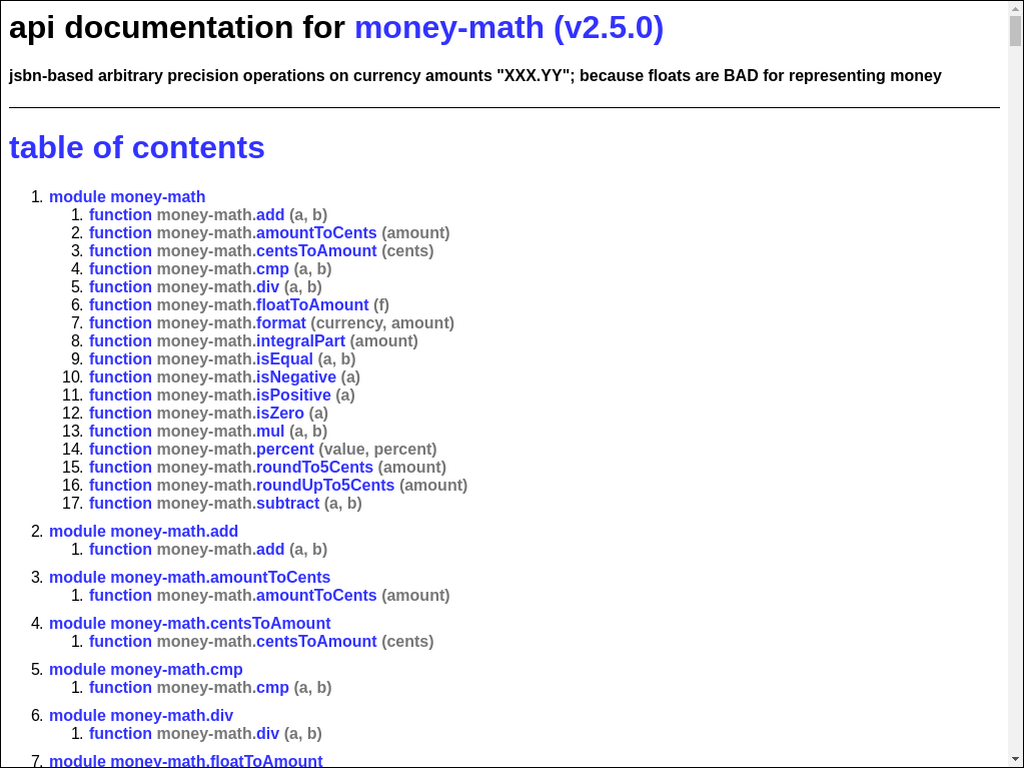 api documentation for money-math (v2.5.0)
jsbn-based arbitrary precision operations on currency amounts "XXX.YY"; because floats are BAD for representing money
table of contents
1. module money-math
1. function money-math.add (a, b)
2. function money-math.amountToCents (amount)
3. function money-math.centsToAmount (cents)
4. function money-math.cmp (a, b)
5. function money-math.div (a, b)
6. function money-math.floatToAmount (f)
7. function money-math.format (currency, amount)
8. function money-math.integralPart (amount)
9. function money-math.isEqual (a, b)
10. function money-math.isNegative (a)
11. function money-math.isPositive (a)
12. function money-math.isZero (a)
13. function money-math.mul (a, b)
14. function money-math.percent (value, percent)
15. function money-math.roundTo5Cents (amount)
16. function money-math.roundUpTo5Cents (amount)
17. function money-math.subtract (a, b)
2. module money-math.add
1. function money-math.add (a, b)
3. module money-math.amountToCents
1. function money-math.amountToCents (amount)
4. module money-math.centsToAmount
1. function money-math.centsToAmount (cents)
5. module money-math.cmp
1. function money-math.cmp (a, b)
6. module money-math.div
1. function money-math.div (a, b)
7. module money-math.floatToAmount